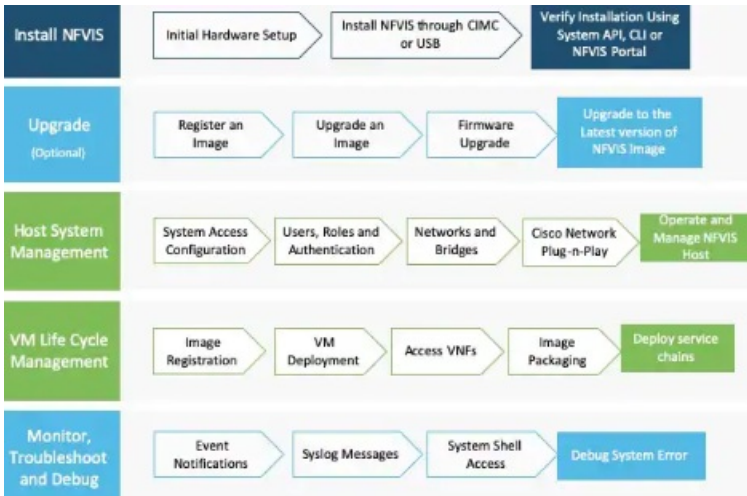 Install NFVIS
Initial Hardware Setup
Install NFVIS through CIMC
or USB
Verify Installation Using
System API, CLI or
NFVIS Portal
Upgrade
(Optional)
Register an
Image
Upgrade an
Image
Firmware
Upgrade
Upgrade to the
Latest version of
NFVIS Image
Host System
Management
System Access
Configuration
Users, Roles and
Authentication
Networks and
Bridges
Cisco Network
Plug-n-Play
Operate and
Manage NFVIS
Host
VM Life Cycle
Management
Image
Registration
VM
Deployment
Access VNFs
Image
Packaging
Deploy service
chains
Monitor,
Troubleshoot
and Debug
Event
Notifications
Syslog Messages
System Shell
Access
Debug System Error